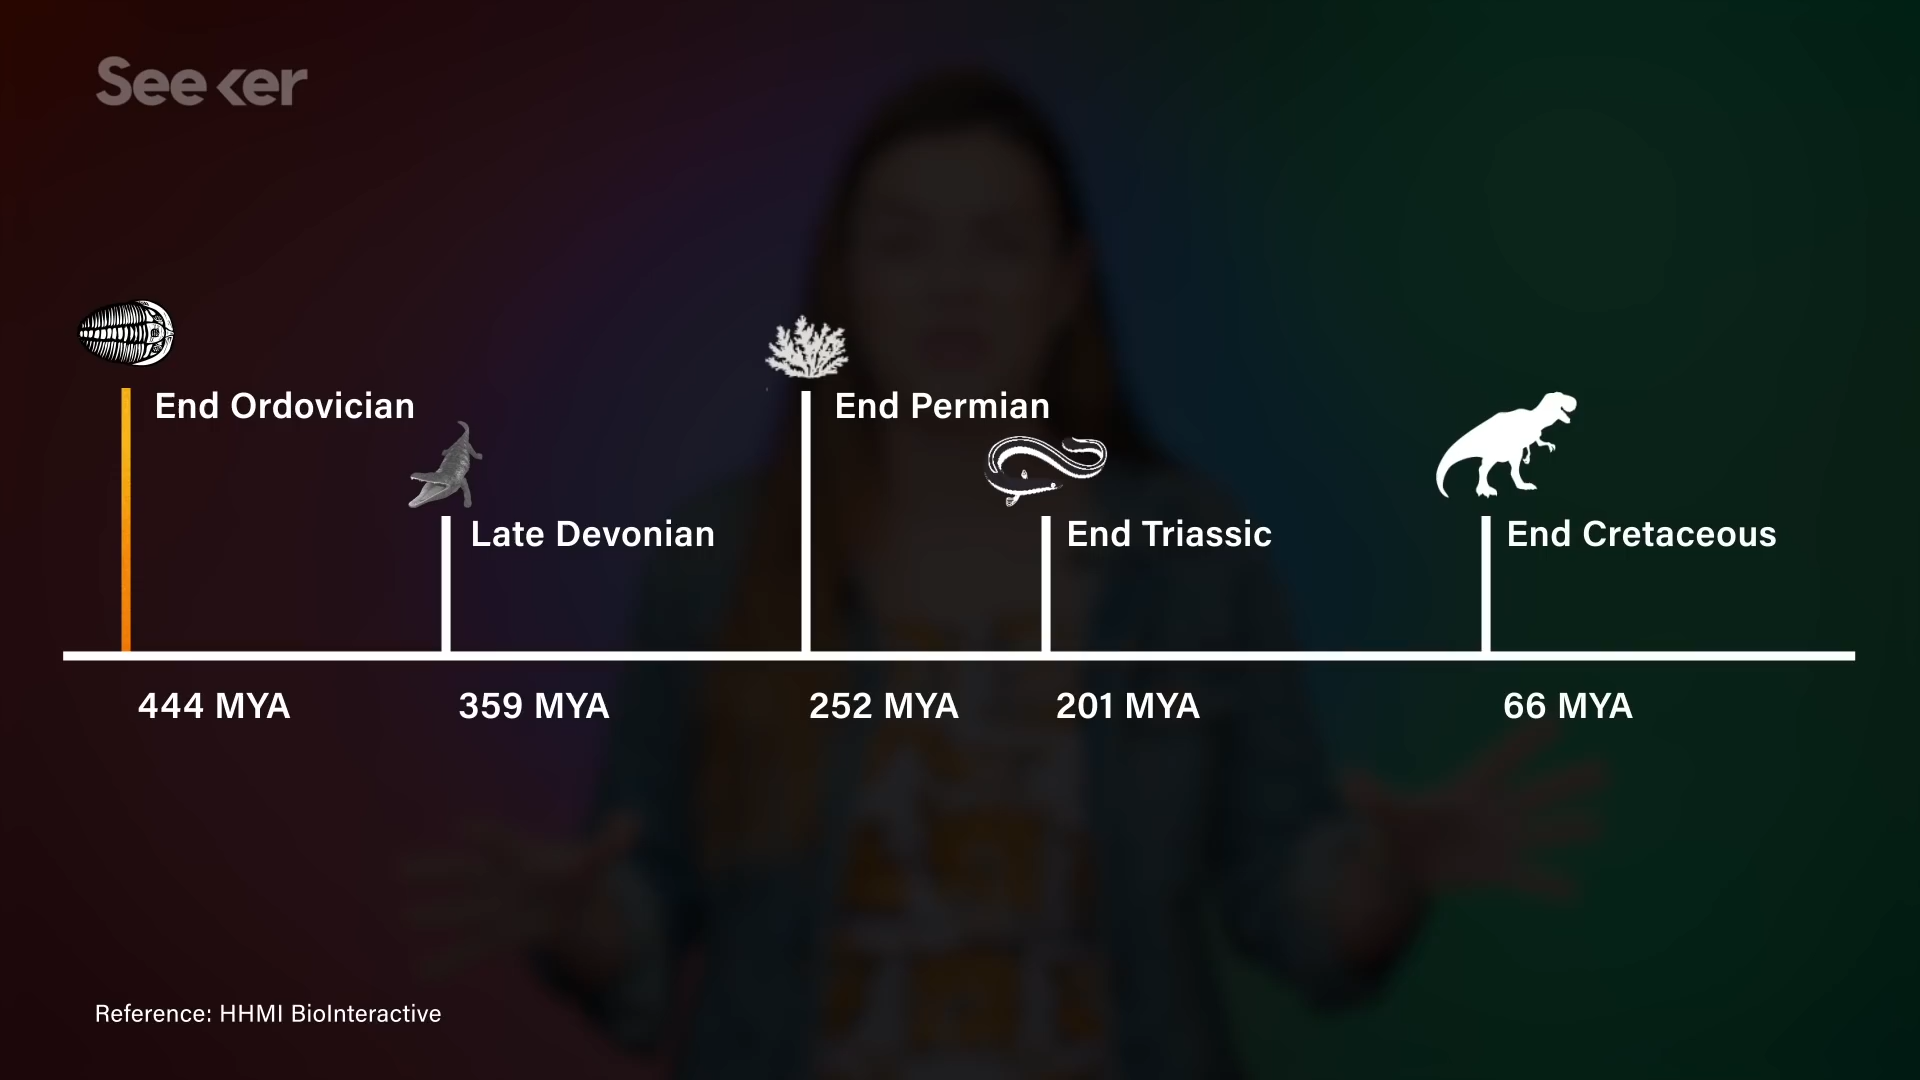 Seeker
End Ordovician
End Permian
Late Devonian
End Triassic
End Cretaceous
444 MYA
359 MYA
252 MYA
201 MYA
66 MYA
Reference: HHMI BioInteractive